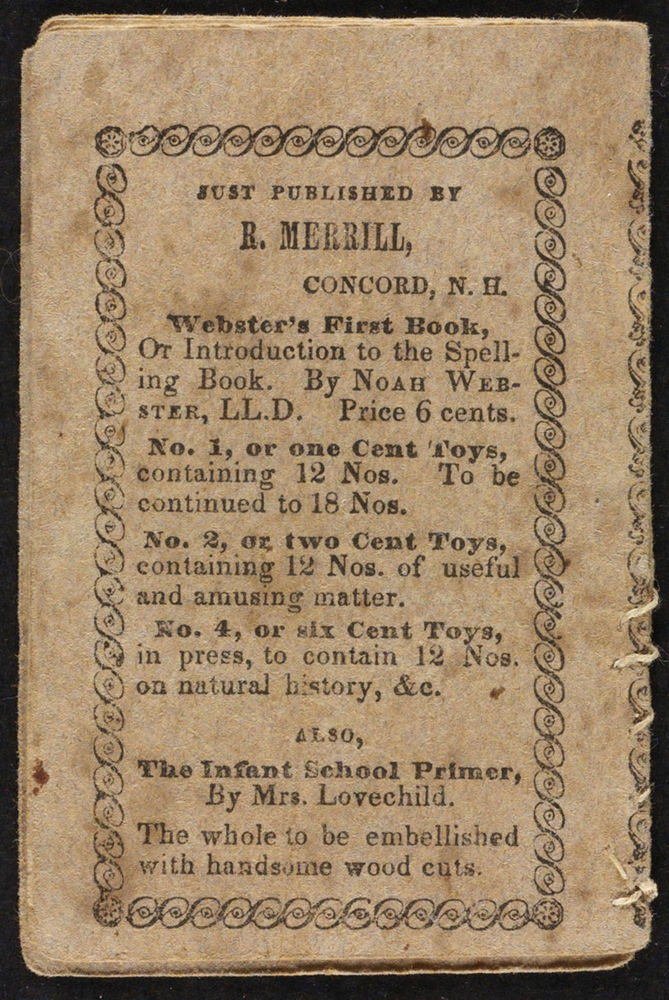 JUST PUBLISHED BY
R. MERRILL,
CONCORD, N. H.
Webster's First Book,
Or Introduction to the Spell-
ing Book. By NOAH WEB-
STER, LL.D. Price 6 cents.
No. 1, or one Cent Toys,
containing 12 Nos. To be
continued to 18 Nos.
No. 2, or two Cent Toys,
containing 12 Nos. of useful
and amusing matter.
No. 4, or six Cent Toys,
in press, to contain 12 Nos.
on natural history, &c.
ALSO,
The Infant School Primer,
By Mrs. Lovechild.
The whole to be embellished
with handsome wood cuts.